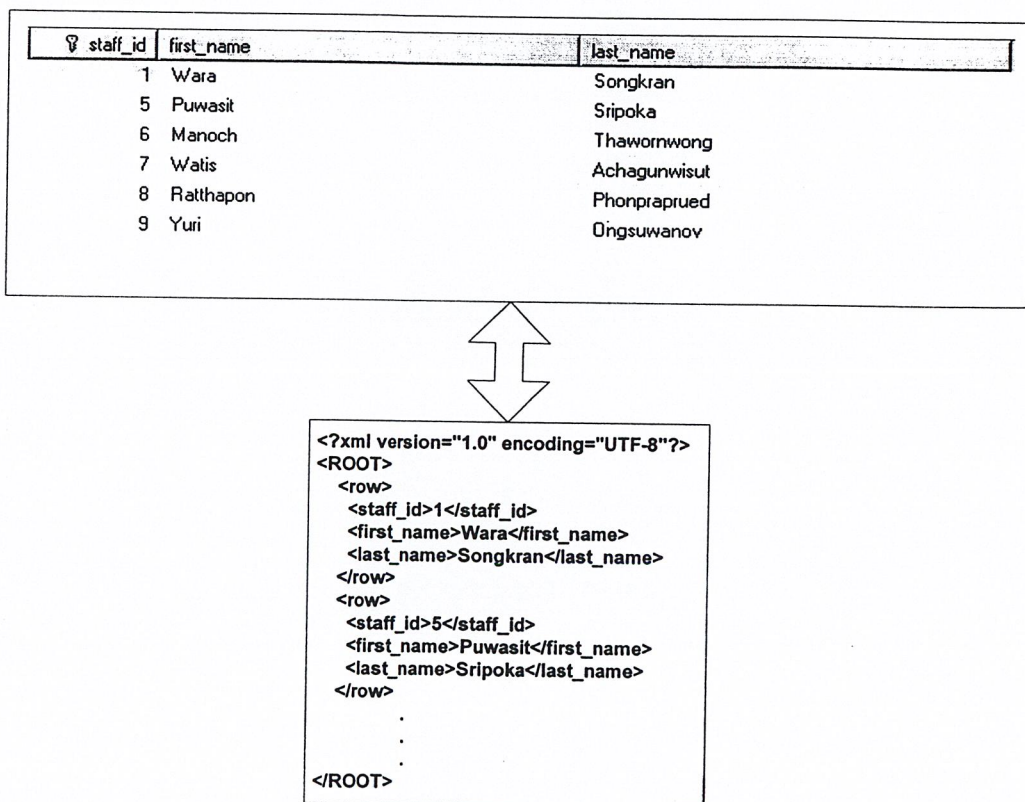 staff_id first_name last_name
1 Wara Songkran
5 Puwasit Sripoka
6 Manoch Thawornwong
7 Watis Achagunwisut
8 Ratthapon Phonpraprued
9 Yuri Ongsuwanov
<?xml version="1.0" encoding="UTF-8"?>
<ROOT>
<row>
<staff_id>1</staff_id>
<first_name>Wara</first_name>
<last_name>Songkran</last_name>
</row>
<row>
<staff_id>5</staff_id>
<first_name>Puwasit</first_name>
<last_name>Sripoka</last_name>
</row>
.
.
.
</ROOT>